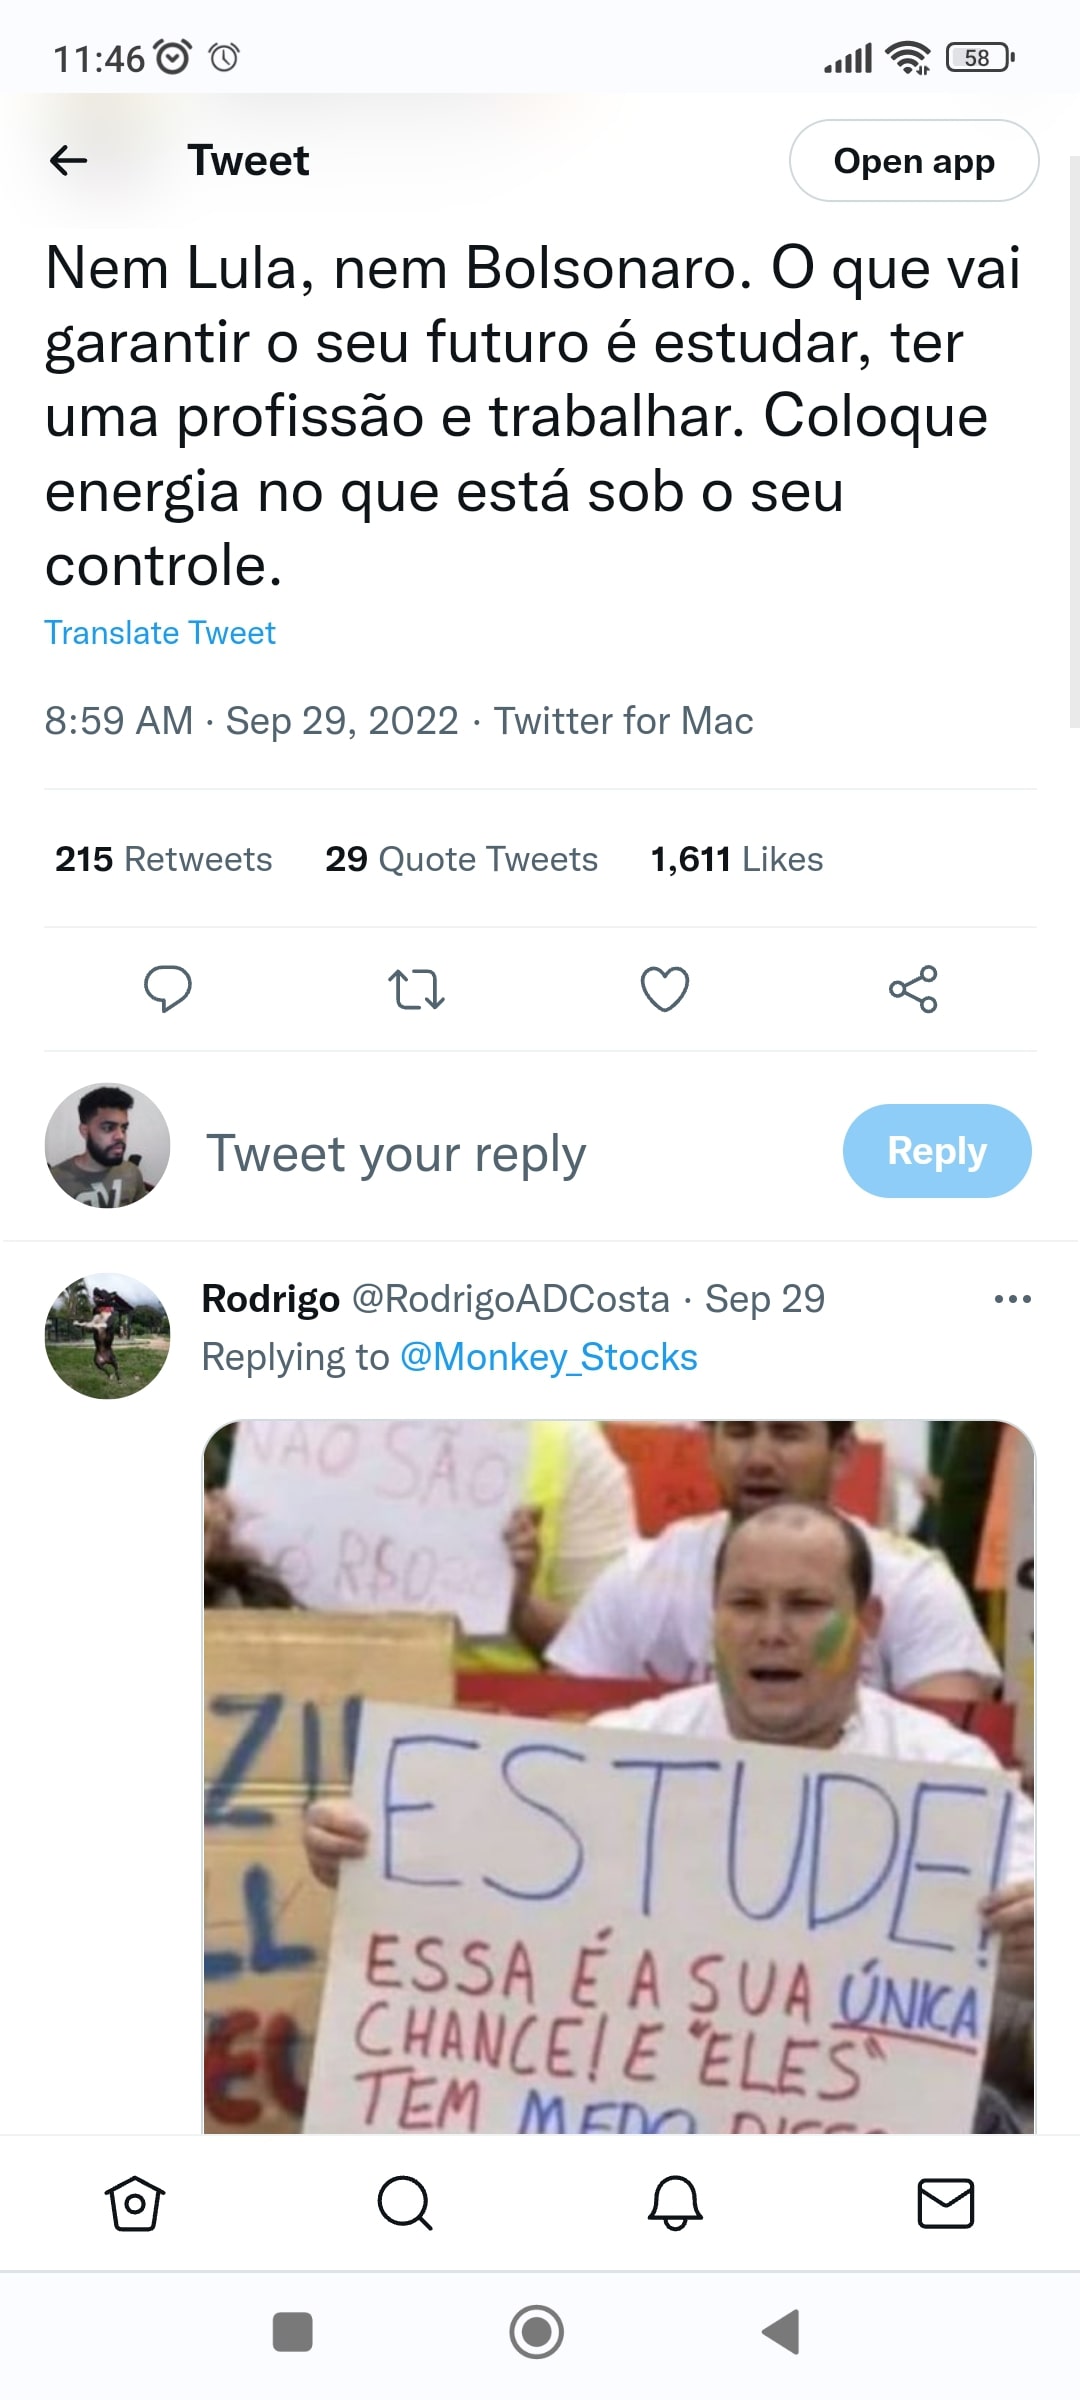 11:46
58
Tweet
Open app
Nem Lula, nem Bolsonaro. O que vai
garantir o seu futuro é estudar, ter
uma profissão e trabalhar. Coloque
energia no que está sob o seu
controle.
Translate Tweet
8:59 AM · Sep 29, 2022 · Twitter for Mac
215 Retweets 29 Quote Tweets 1,611 Likes
Tweet your reply
Reply
Rodrigo @RodrigoADCosta · Sep 29
Replying to @Monkey_Stocks
NÃO SÃO
ESTUDE!
ESSA É A SUA ÚNICA
CHANCE! E "ELES"
TEM MEDO DISSO